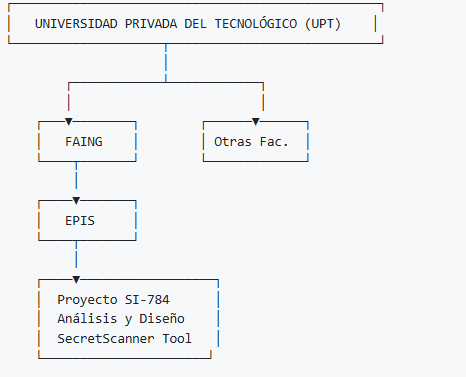 UNIVERSIDAD PRIVADA DEL TECNOLÓGICO (UPT)
FAING
Otras Fac.
EPIS
Proyecto SI-784
Análisis y Diseño
SecretScanner Tool